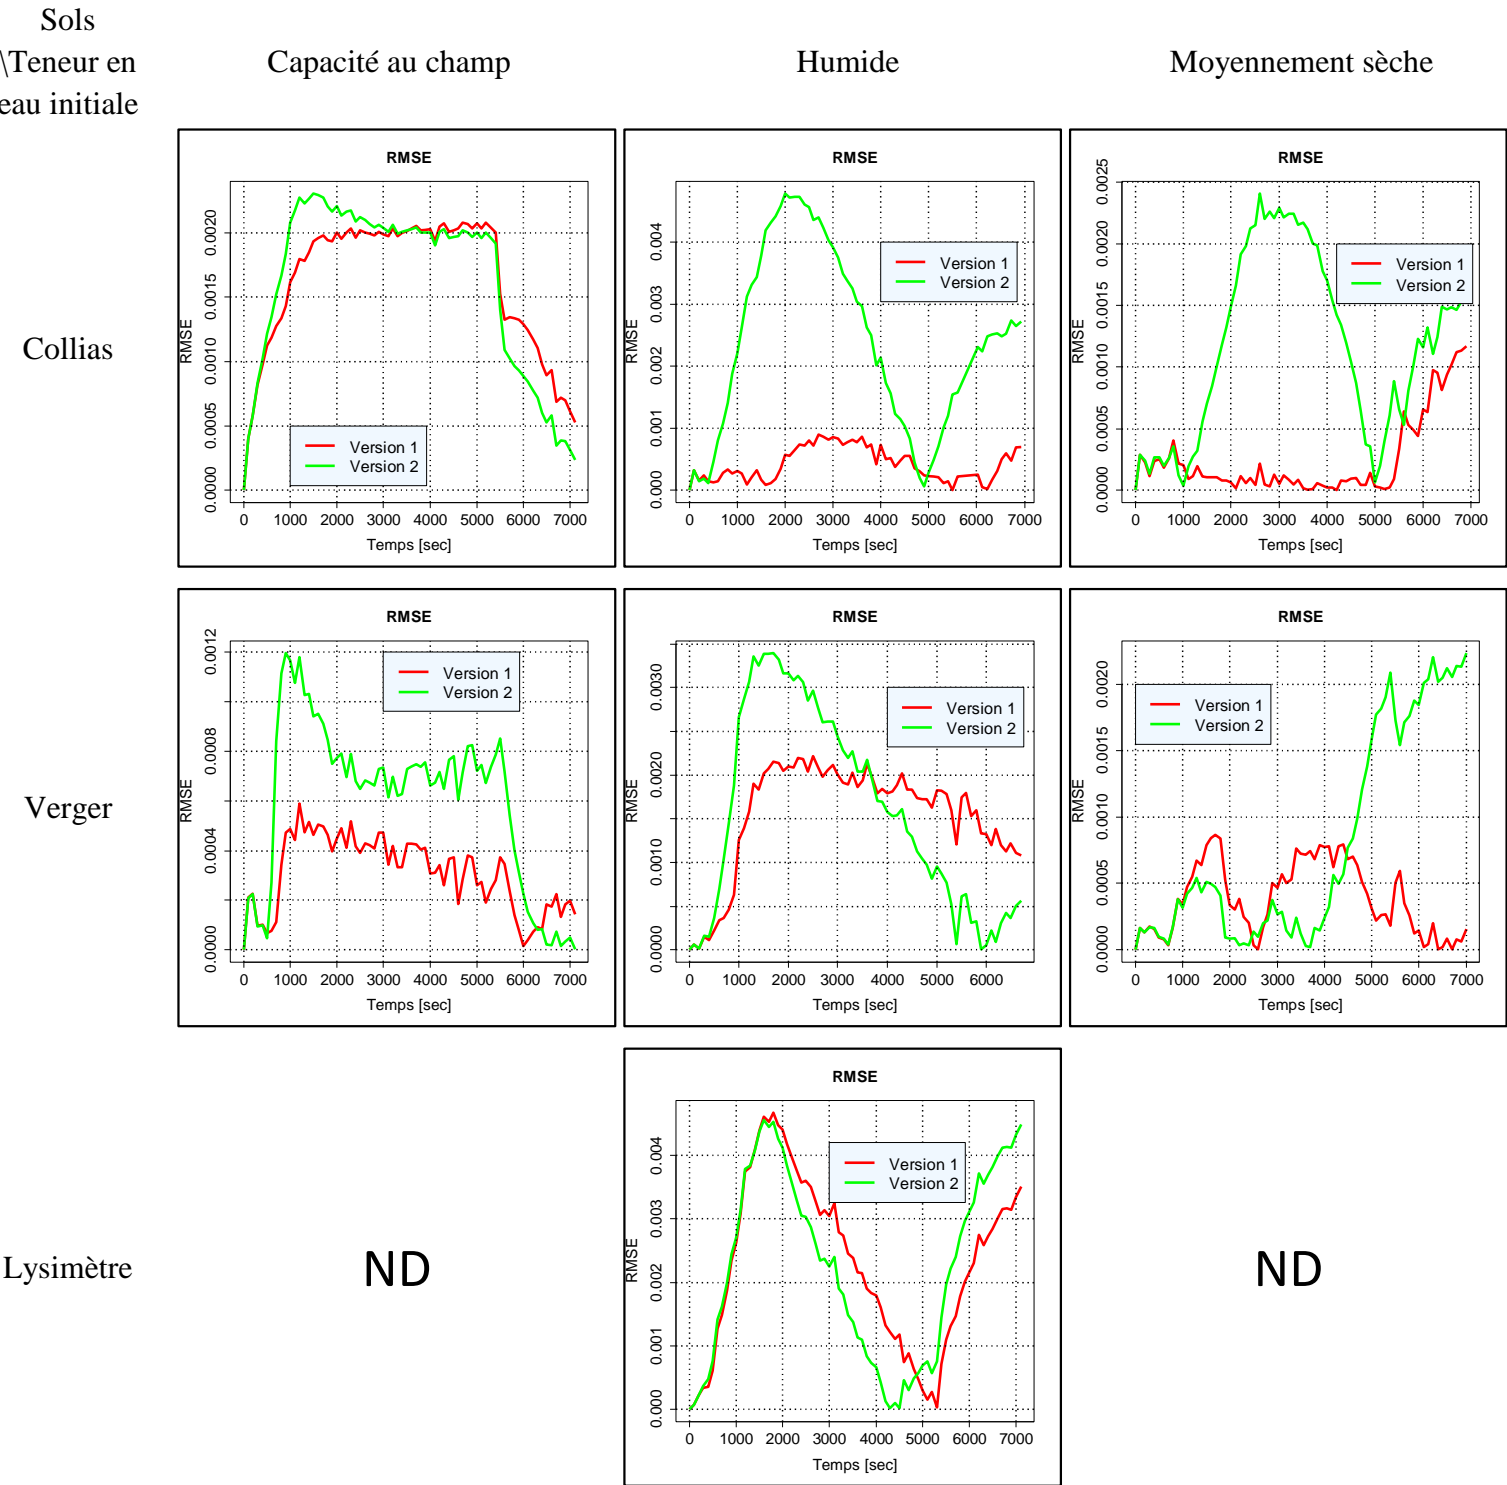 Sols
\Teneur en
eau initiale
Capacité au champ
Humide
Moyennement sèche
Collias
RMSE
RMSE
0.0000 0.0005 0.0010 0.0015 0.0020
Version 1
Version 2
0 1000 2000 3000 4000 5000 6000 7000
Temps [sec]
RMSE
RMSE
0.000 0.001 0.002 0.003 0.004
Version 1
Version 2
0 1000 2000 3000 4000 5000 6000 7000
Temps [sec]
RMSE
RMSE
0.0000 0.0005 0.0010 0.0015 0.0020 0.0025
Version 1
Version 2
0 1000 2000 3000 4000 5000 6000 7000
Temps [sec]
Verger
RMSE
RMSE
0.0000 0.0004 0.0008 0.0012
Version 1
Version 2
0 1000 2000 3000 4000 5000 6000 7000
Temps [sec]
RMSE
RMSE
0.0000 0.0010 0.0020 0.0030
Version 1
Version 2
0 1000 2000 3000 4000 5000 6000
Temps [sec]
RMSE
RMSE
0.0000 0.0005 0.0010 0.0015 0.0020
Version 1
Version 2
0 1000 2000 3000 4000 5000 6000 7000
Temps [sec]
Lysimètre
ND
RMSE
RMSE
0.000 0.001 0.002 0.003 0.004
Version 1
Version 2
0 1000 2000 3000 4000 5000 6000 7000
Temps [sec]
ND